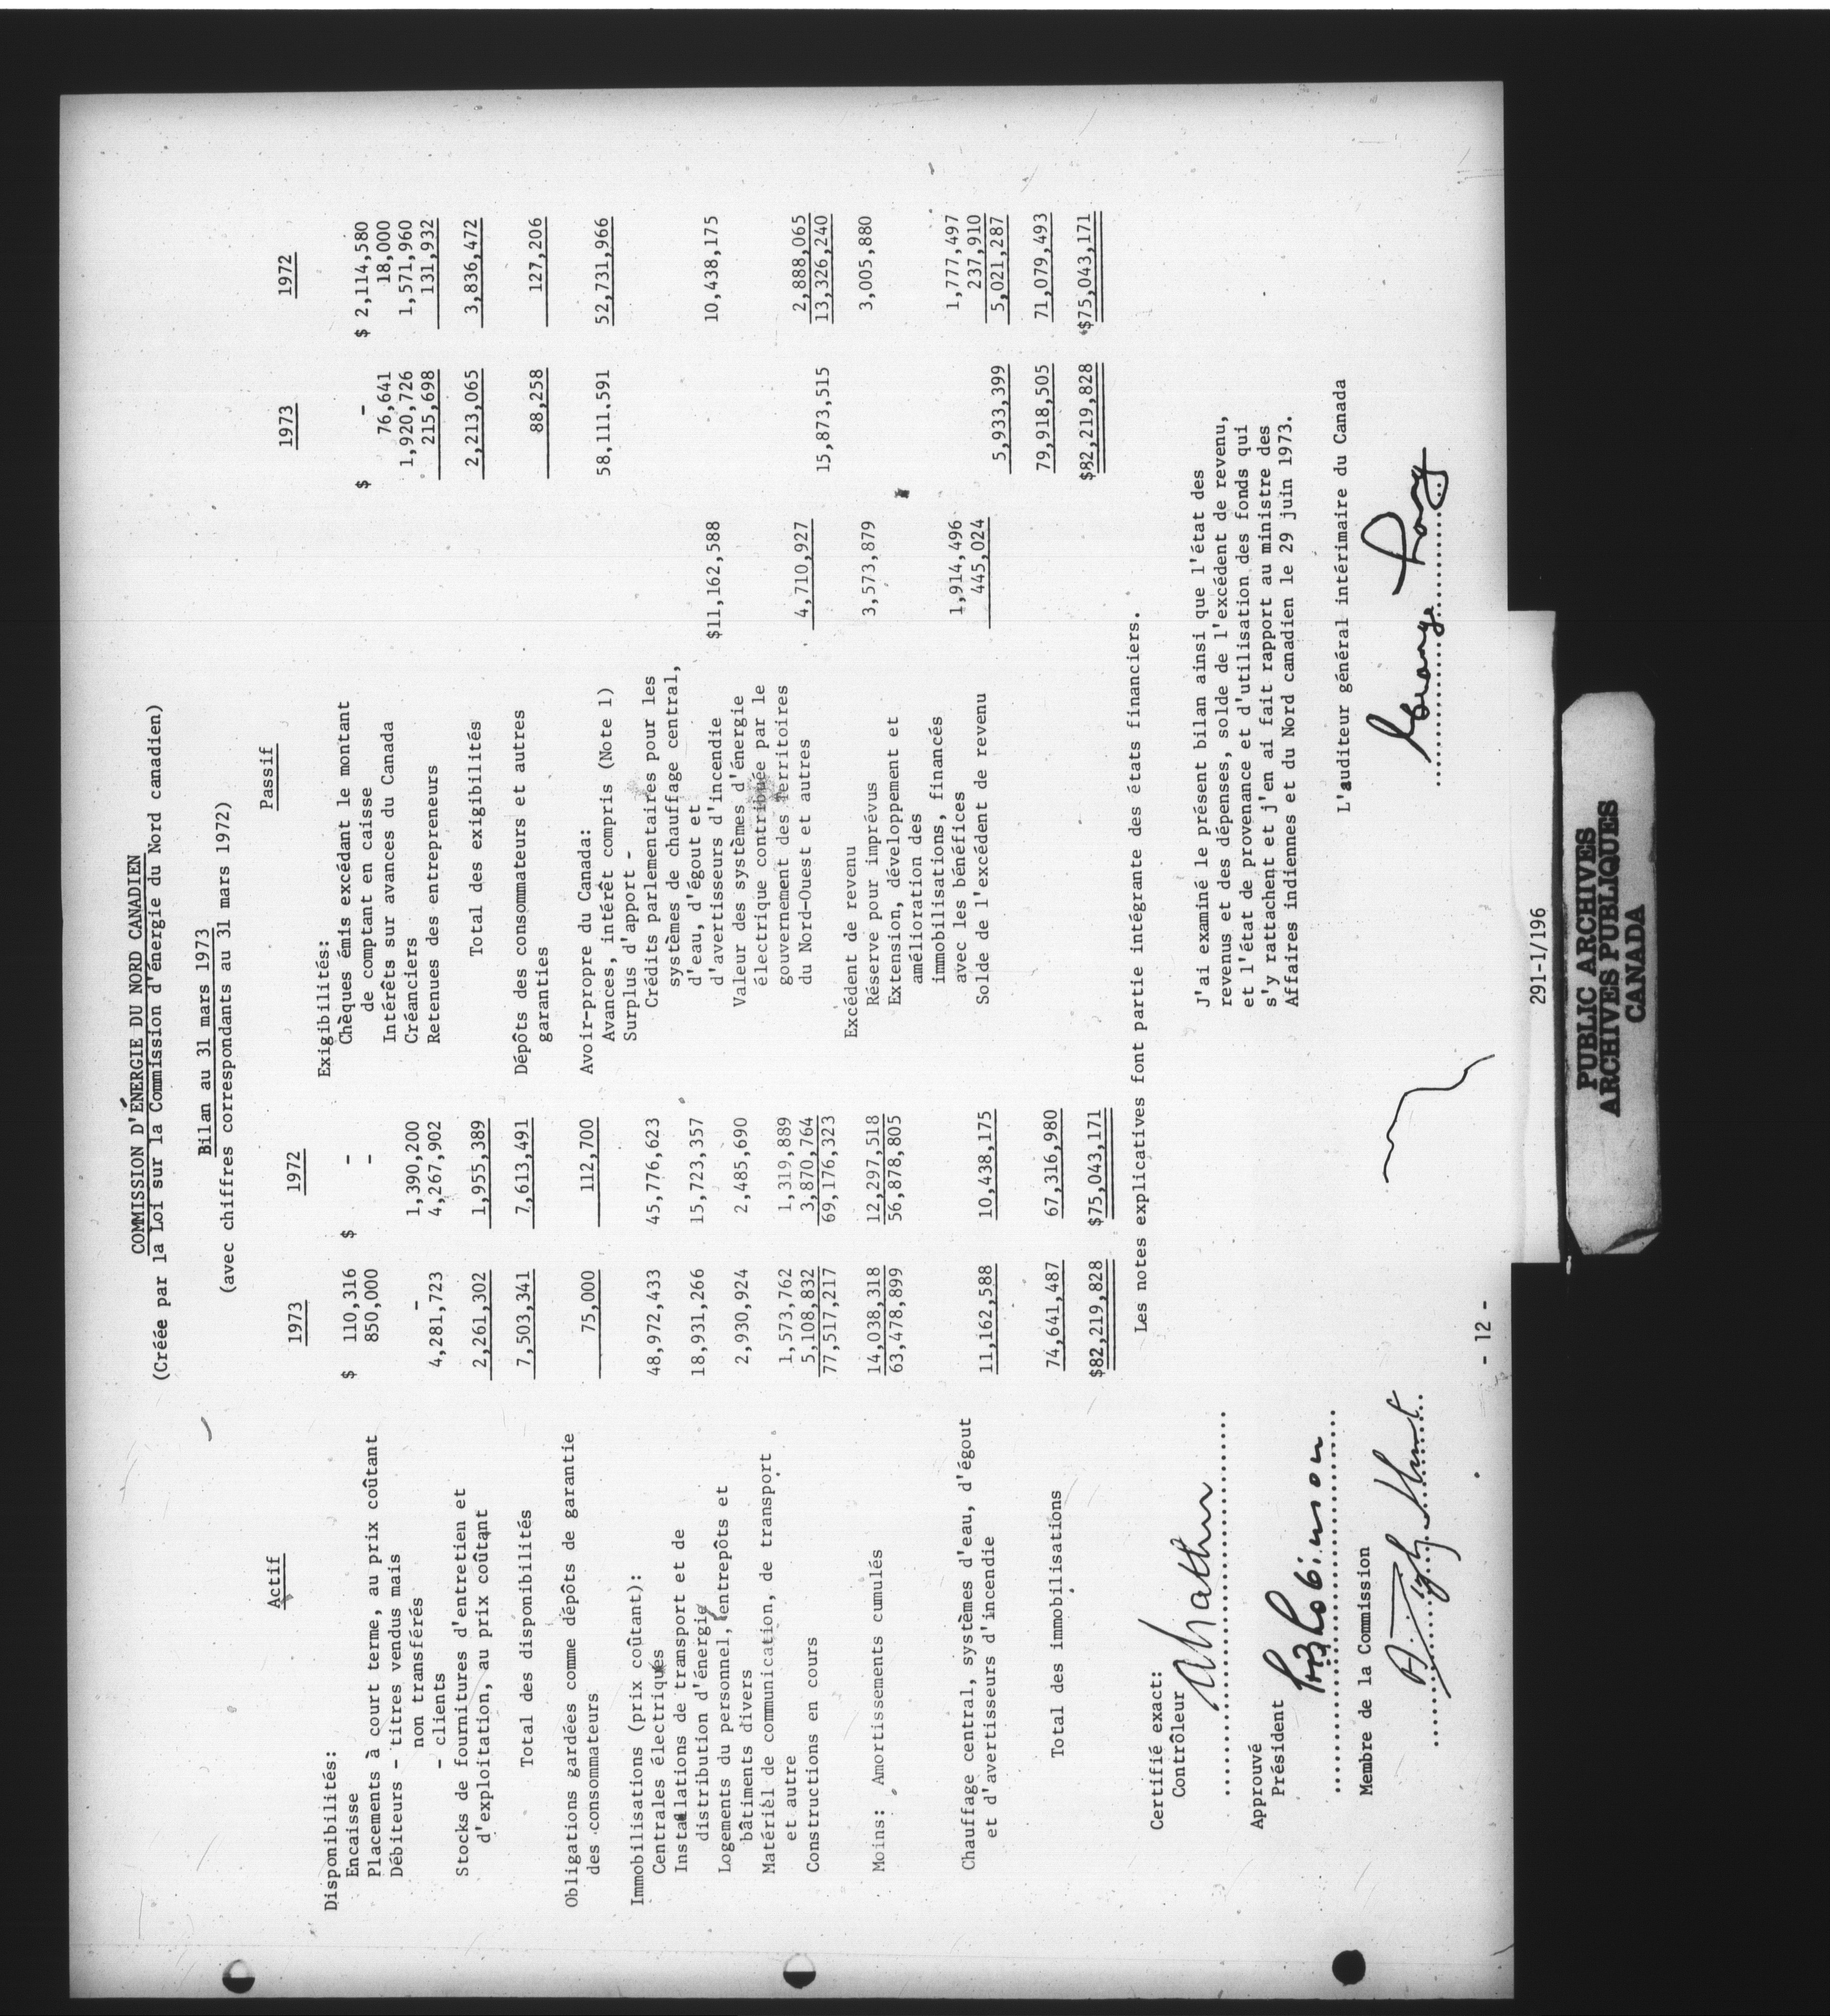 COMMISSION D'ÉNERGIE DU NORD CANADIEN
(Créée par la Loi sur la Commission d'énergie du Nord canadien)
Bilan au 31 mars 1973
(avec chiffres correspondants au 31 mars 1972)
Actif
1973 1972
Disponibilités:
Encaisse $ 110,316 $ -
Placements à court terme, au prix coûtant 850,000 -
Débiteurs - titres vendus mais
non transférés - 1,390,200
- clients 4,281,723 4,267,902
Stocks de fournitures d'entretien et
d'exploitation, au prix coûtant 2,261,302 1,955,389
Total des disponibilités 7,503,341 7,613,491
Obligations gardées comme dépôts de garantie
des consommateurs 75,000 112,700
Immobilisations (prix coûtant):
Centrales électriques 48,972,433 45,776,623
Installations de transport et de
distribution d'énergie 18,931,266 15,723,357
Logements du personnel, entrepôts et
bâtiments divers 2,930,924 2,485,690
Matériel de communication, de transport
et autre 1,573,762 1,319,889
Constructions en cours 5,108,832 3,870,764
77,517,217 69,176,323
Moins: Amortissements cumulés 14,038,318 12,297,518
63,478,899 56,878,805
Chauffage central, systèmes d'eau, d'égout
et d'avertisseurs d'incendie 11,162,588 10,438,175
Total des immobilisations 74,641,487 67,316,980
$82,219,828 $75,043,171
Passif
1973 1972
Exigibilités:
Chèques émis excédant le montant
de comptant en caisse $ - $ 2,114,580
Intérêts sur avances du Canada 76,641 18,000
Créanciers 1,920,726 1,571,960
Retenues des entrepreneurs 215,698 131,932
Total des exigibilités 2,213,065 3,836,472
Dépôts des consommateurs et autres
garanties 88,258 127,206
Avoir-propre du Canada:
Avances, intérêt compris (Note 1) 58,111.591 52,731,966
Surplus d'apport -
Crédits parlementaires pour les
systèmes de chauffage central,
d'eau, d'égout et
d'avertisseurs d'incendie $11,162,588 10,438,175
Valeur des systèmes d'énergie
électrique contribuée par le
gouvernement des territoires
du Nord-Ouest et autres 4,710,927 2,888,065
15,873,515 13,326,240
Excédent de revenu
Réserve pour imprévus 3,573,879 3,005,880
Extension, développement et
amélioration des
immobilisations, financés
avec les bénéfices 1,914,496 1,777,497
Solde de l'excédent de revenu 445,024 237,910
5,933,399 5,021,287
79,918,505 71,079,493
$82,219,828 $75,043,171
Les notes explicatives font partie intégrante des états financiers.
Certifié exact:
Contrôleur
Approuvé
Président
Robinson
Membre de la Commission
J'ai examiné le présent bilan ainsi que l'état des
revenus et des dépenses, solde de l'excédent de revenu,
et l'état de provenance et d'utilisation des fonds qui
s'y rattachent et j'en ai fait rapport au ministre des
Affaires indiennes et du Nord canadien le 29 juin 1973.
L'auditeur général intérimaire du Canada
George Long
- 12 -
291-1/196
PUBLIC ARCHIVES
ARCHIVES PUBLIQUES
CANADA